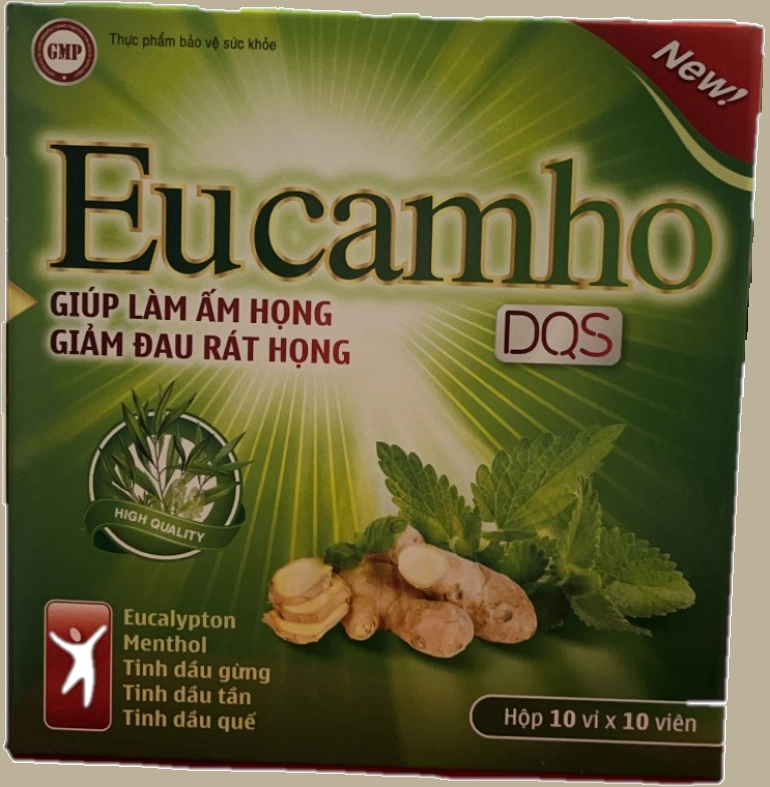 GMP
Thực phẩm bảo vệ sức khỏe
New!
Eucamho
GIÚP LÀM ẤM HỌNG
GIẢM ĐAU RÁT HỌNG
DQS
HIGH QUALITY
Eucalypton
Menthol
Tinh dầu gừng
Tinh dầu tần
Tinh dầu quế
Hộp 10 vỉ x 10 viên